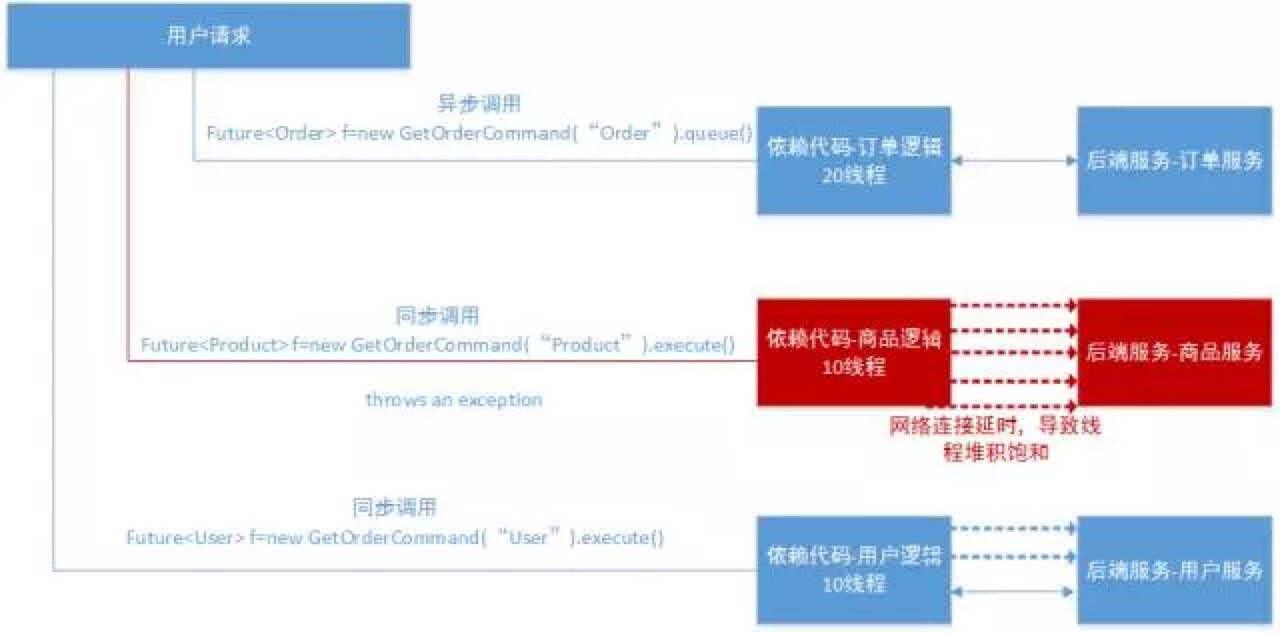 用户请求
异步调用
Future<Order> f=new GetOrderCommand(“Order”).queue()
依赖代码-订单逻辑
20线程
后端服务-订单服务
同步调用
Future<Product> f=new GetOrderCommand(“Product”).execute()
throws an exception
依赖代码-商品逻辑
10线程
后端服务-商品服务
网络连接延时，导致线
程堆积饱和
同步调用
Future<User> f=new GetOrderCommand(“User”).execute()
依赖代码-用户逻辑
10线程
后端服务-用户服务